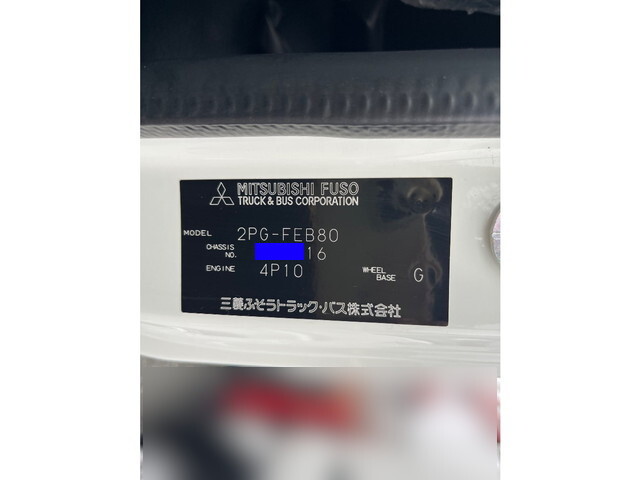 MITSUBISHI FUSO
TRUCK & BUS CORPORATION
MODEL 2PG-FEB80
CHASSIS NO. 16
ENGINE 4P10 WHEEL BASE G
三菱ふそうトラック・バス株式会社